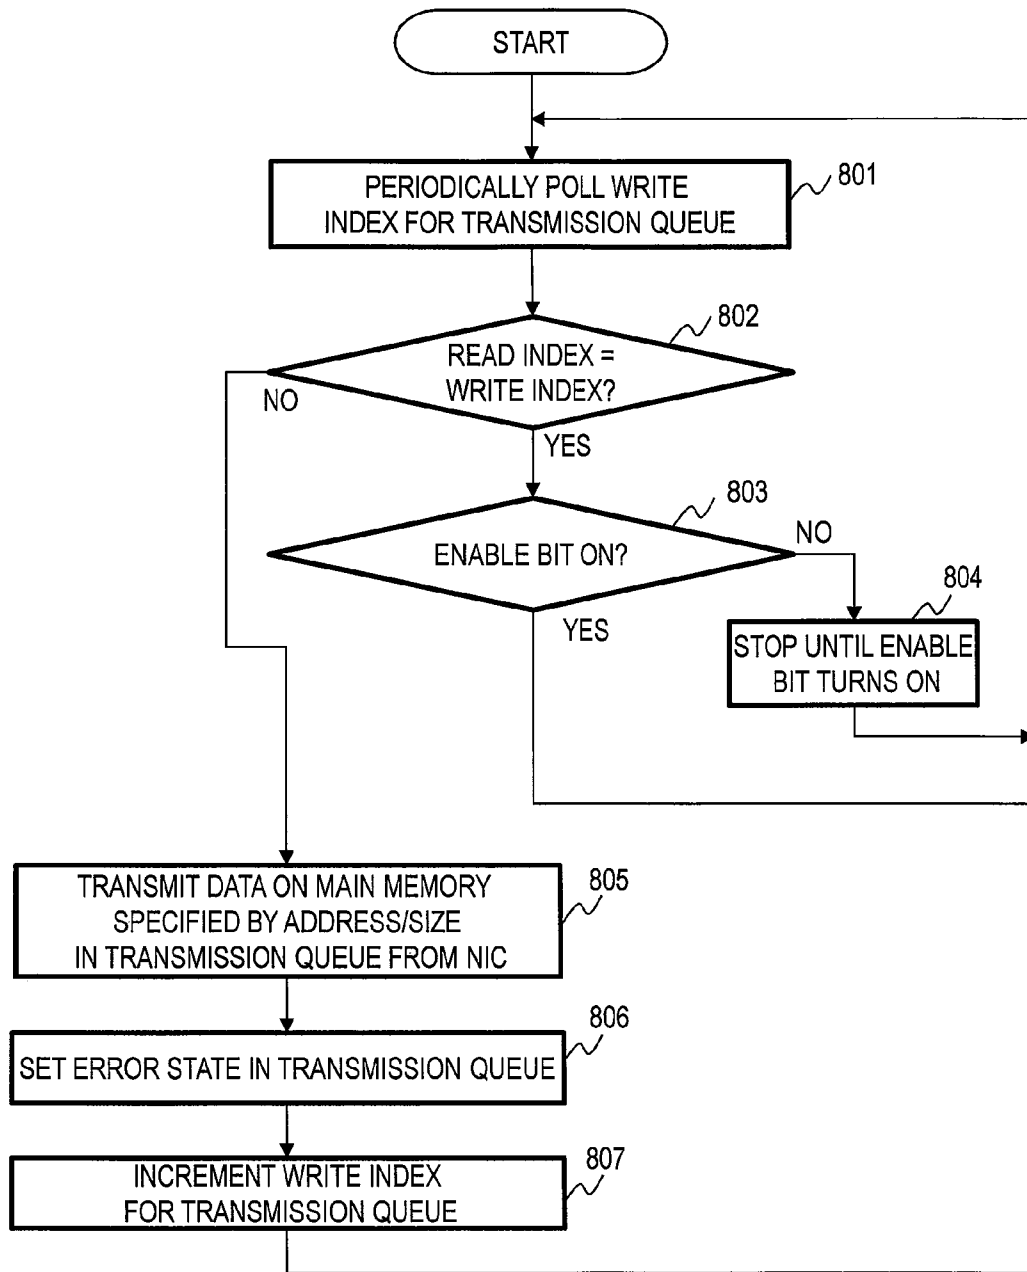 START
PERIODICALLY POLL WRITE
INDEX FOR TRANSMISSION QUEUE
801
READ INDEX =
WRITE INDEX?
802
NO
YES
ENABLE BIT ON?
803
NO
YES
STOP UNTIL ENABLE
BIT TURNS ON
804
TRANSMIT DATA ON MAIN MEMORY
SPECIFIED BY ADDRESS/SIZE
IN TRANSMISSION QUEUE FROM NIC
805
SET ERROR STATE IN TRANSMISSION QUEUE
806
INCREMENT WRITE INDEX
FOR TRANSMISSION QUEUE
807